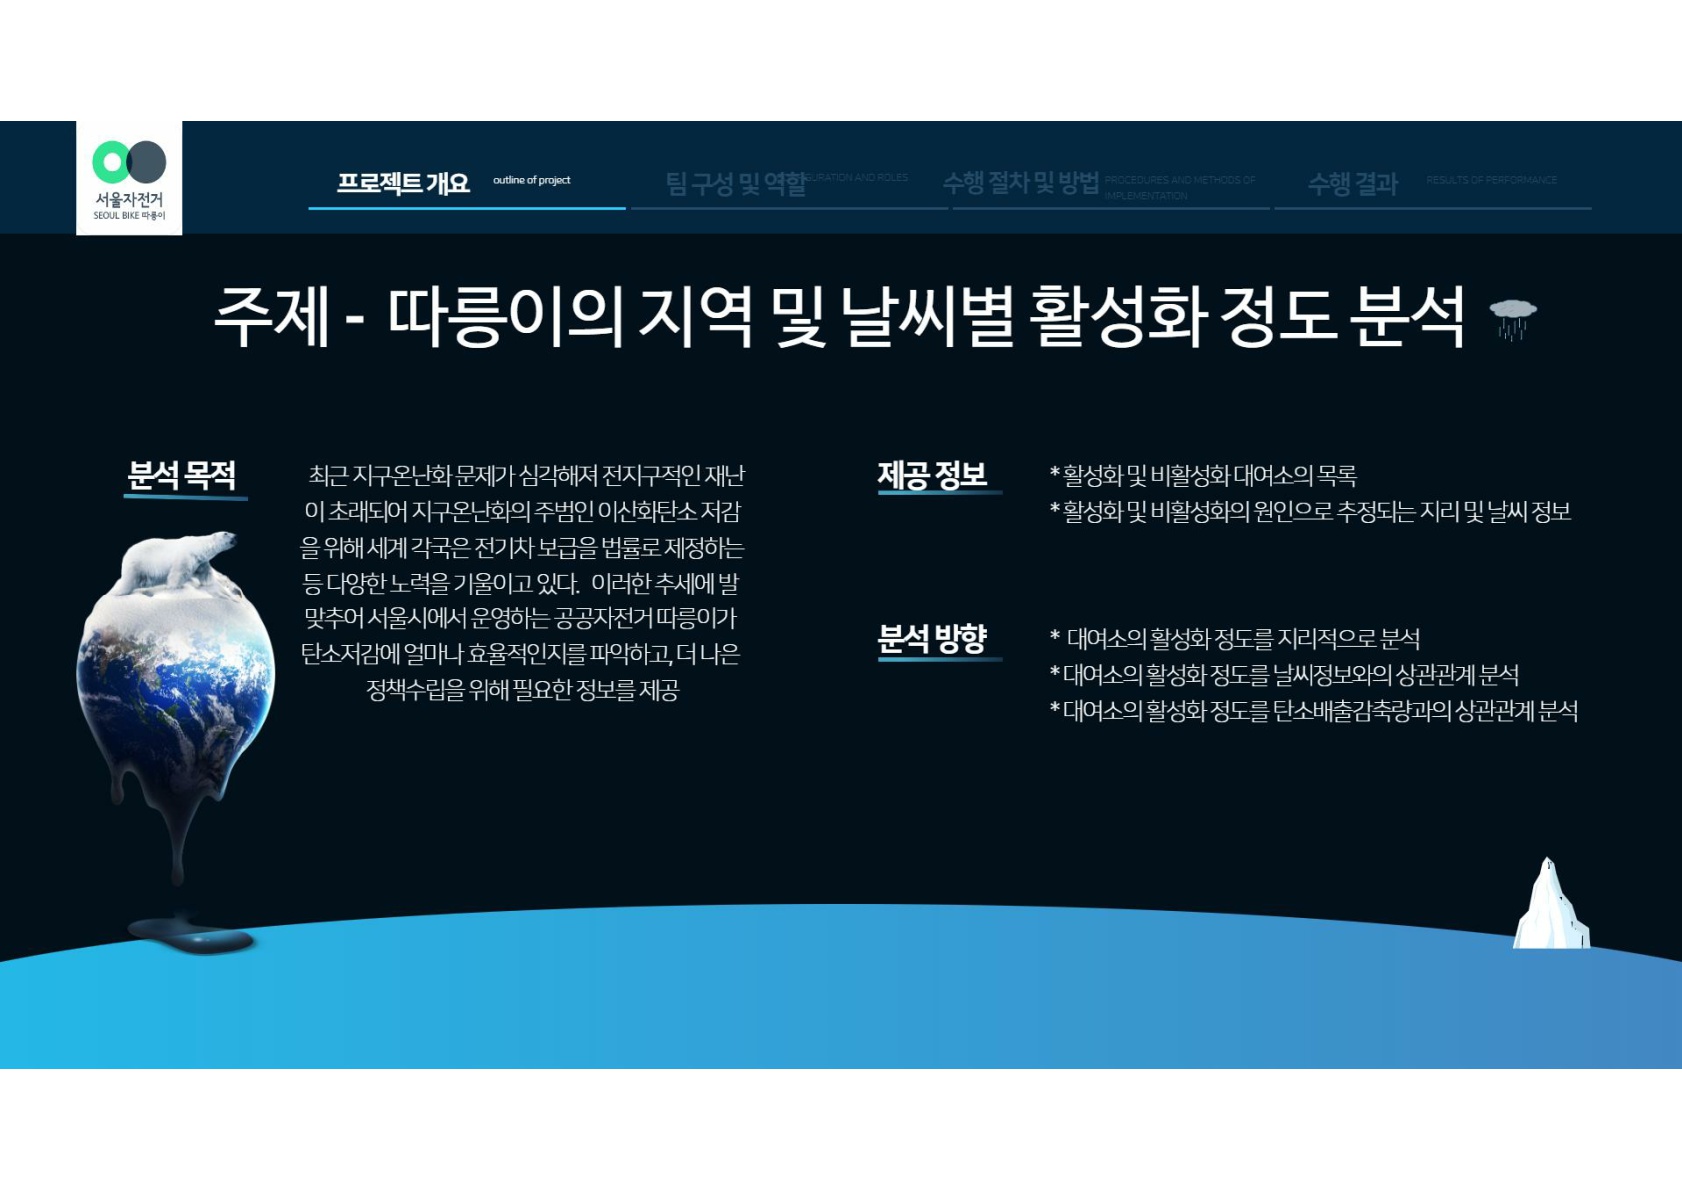 서울자전거
SEOUL BIKE 따릉이
프로젝트 개요 outline of project
팀 구성 및 역할 AND ROLES
수행 절차 및 방법 PROCEDURES AND METHODS OF
IMPLEMENTATION
수행 결과 RESULTS OF PERFORMANCE
주제 - 따릉이의 지역 및 날씨별 활성화 정도 분석
분석 목적
최근 지구온난화 문제가 심각해져 전지구적인 재난
이 초래되어 지구온난화의 주범인 이산화탄소 저감
을 위해 세계 각국은 전기차 보급을 법률로 제정하는
등 다양한 노력을 기울이고 있다. 이러한 추세에 발
맞추어 서울시에서 운영하는 공공자전거 따릉이가
탄소저감에 얼마나 효율적인지를 파악하고, 더 나은
정책수립을 위해 필요한 정보를 제공
제공 정보
* 활성화 및 비활성화 대여소의 목록
* 활성화 및 비활성화의 원인으로 추정되는 지리 및 날씨 정보
분석 방향
* 대여소의 활성화 정도를 지리적으로 분석
* 대여소의 활성화 정도를 날씨정보와의 상관관계 분석
* 대여소의 활성화 정도를 탄소배출감축량과의 상관관계 분석